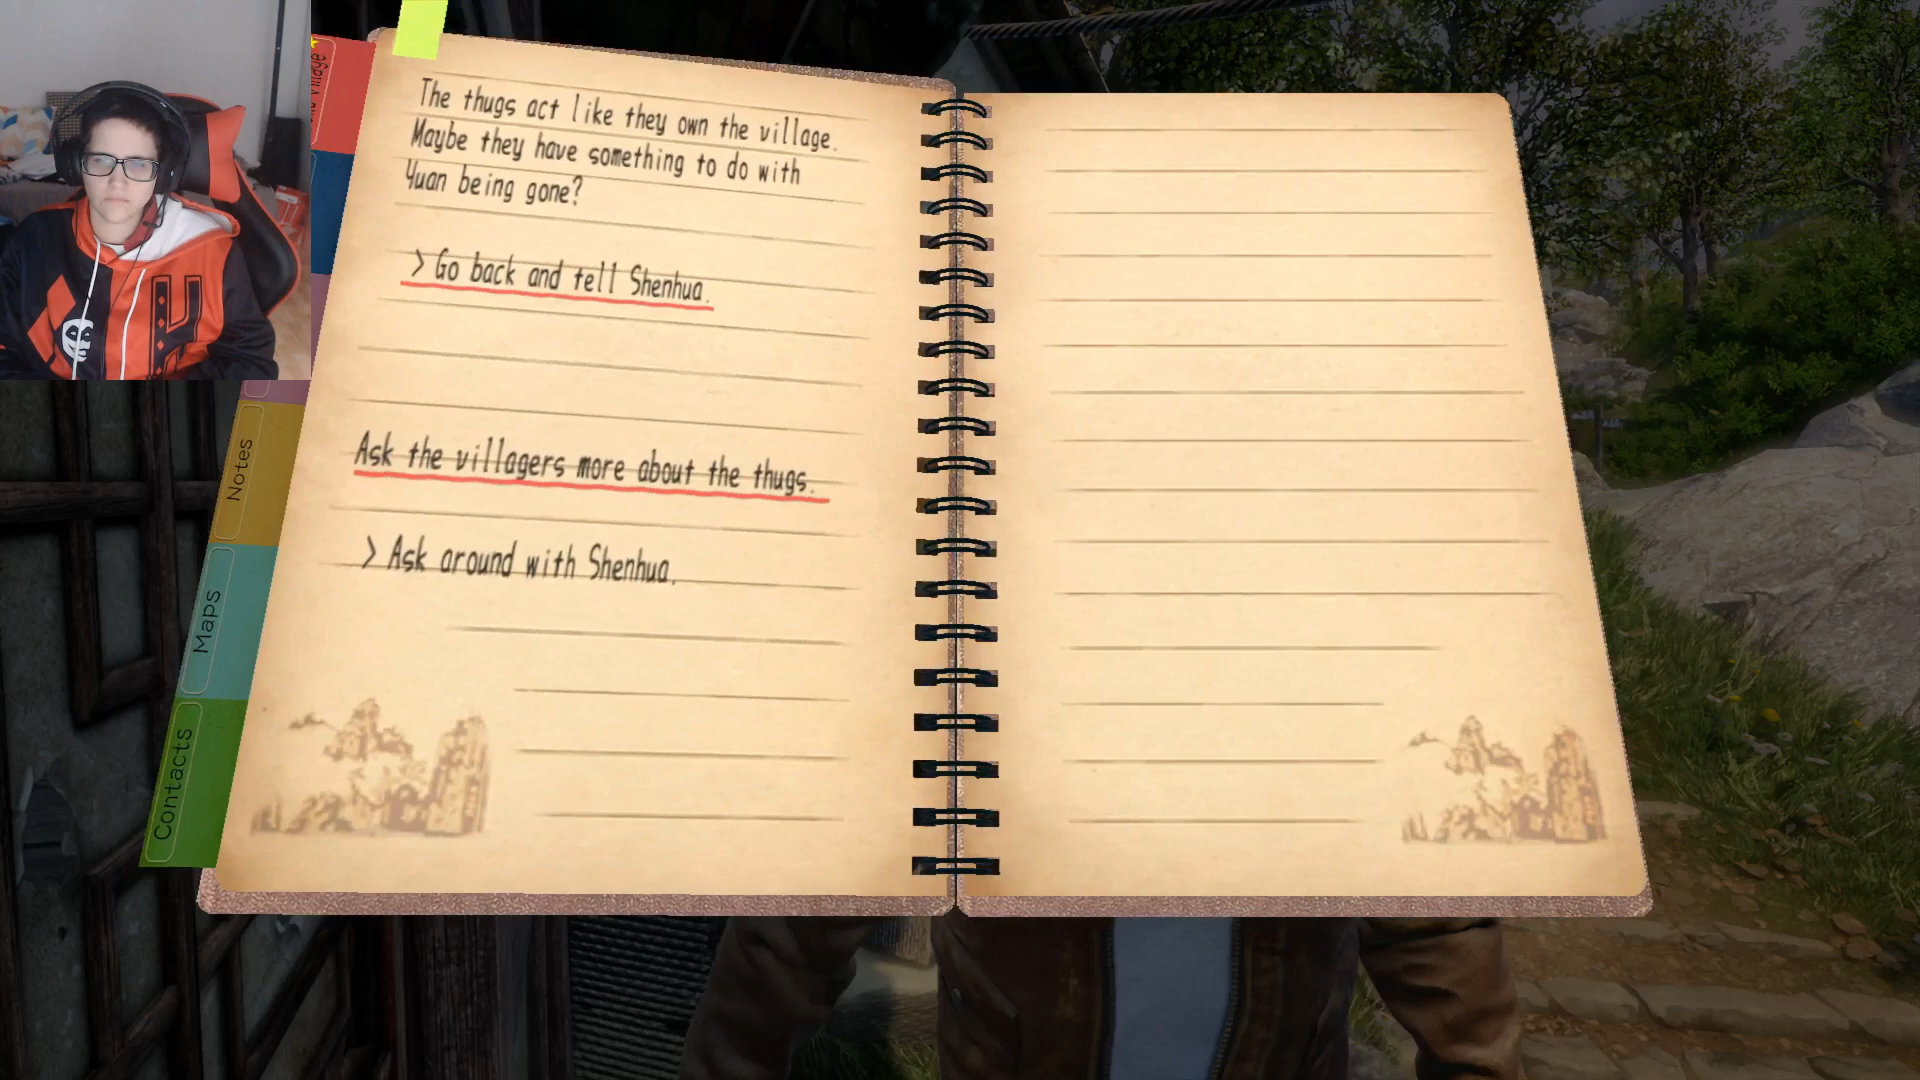 The thugs act like they own the village.
Maybe they have something to do with
Yuan being gone?
> Go back and tell Shenhua.
Ask the villagers more about the thugs.
> Ask around with Shenhua.
Village
Notes
Maps
Contacts